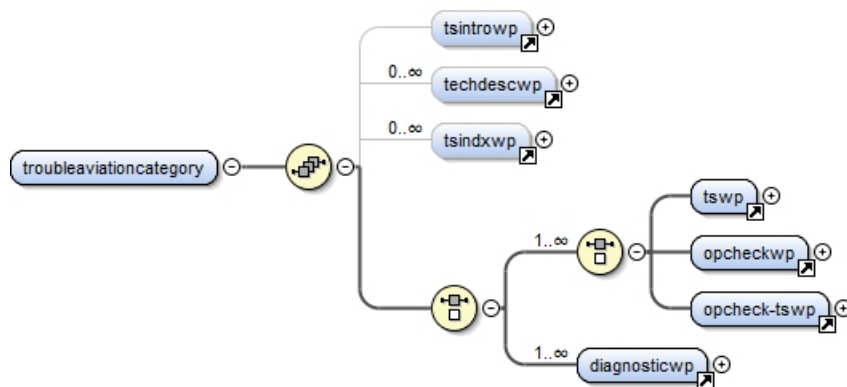 tsintrowp
0..∞
techdescwp
0..∞
tsindxwp
troubleaviationcategory
tswp
1..∞
opcheckwp
opcheck-tswp
1..∞
diagnosticwp